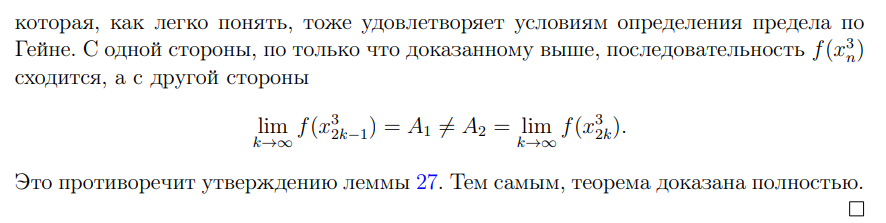 которая, как легко понять, тоже удовлетворяет условиям определения предела по
Гейне. С одной стороны, по только что доказанному выше, последовательность $f(x_n^3)$
сходится, а с другой стороны
$\lim_{k\to\infty} f(x_{2k-1}^3) = A_1 \neq A_2 = \lim_{k\to\infty} f(x_{2k}^3).$
Это противоречит утверждению леммы 27. Тем самым, теорема доказана полностью.
□